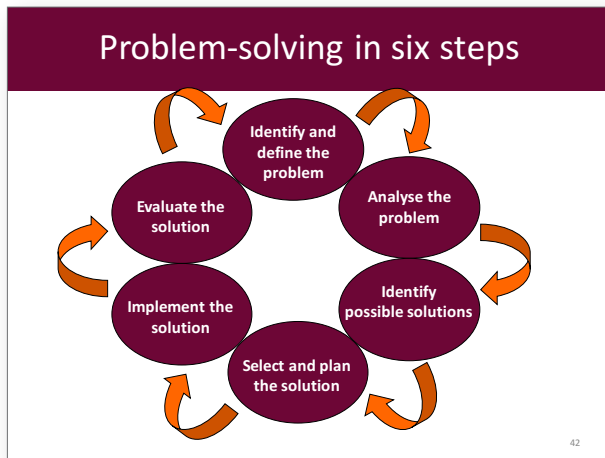 Problem-solving in six steps
Identify and
define the
problem
Analyse the
problem
Identify
possible solutions
Select and plan
the solution
Implement the
solution
Evaluate the
solution
42